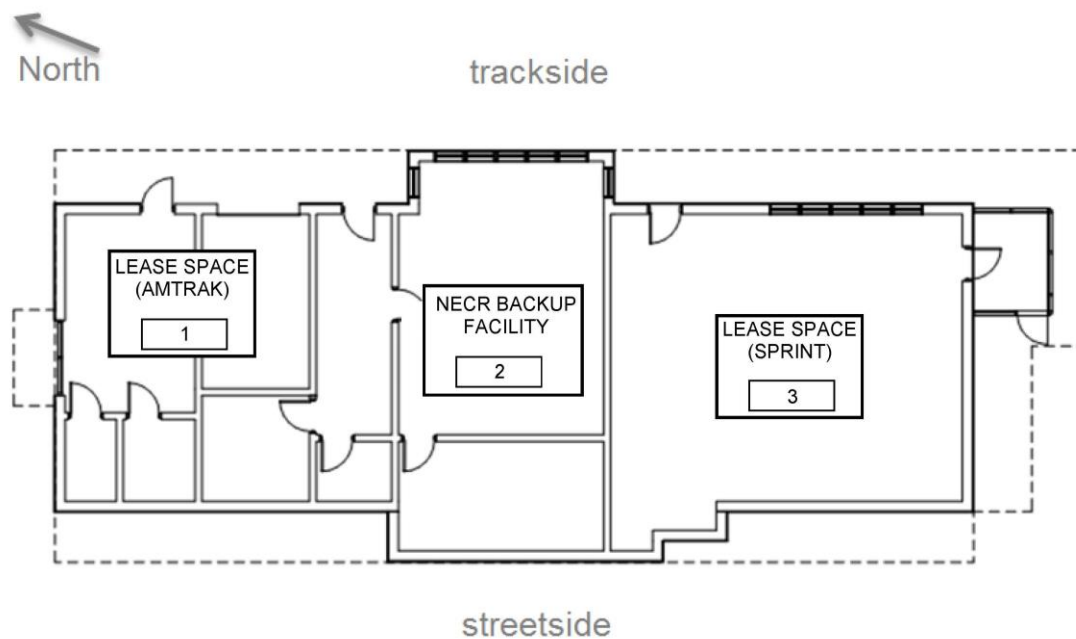 North
trackside
LEASE SPACE
(AMTRAK)
1
NECR BACKUP
FACILITY
2
LEASE SPACE
(SPRINT)
3
streetside